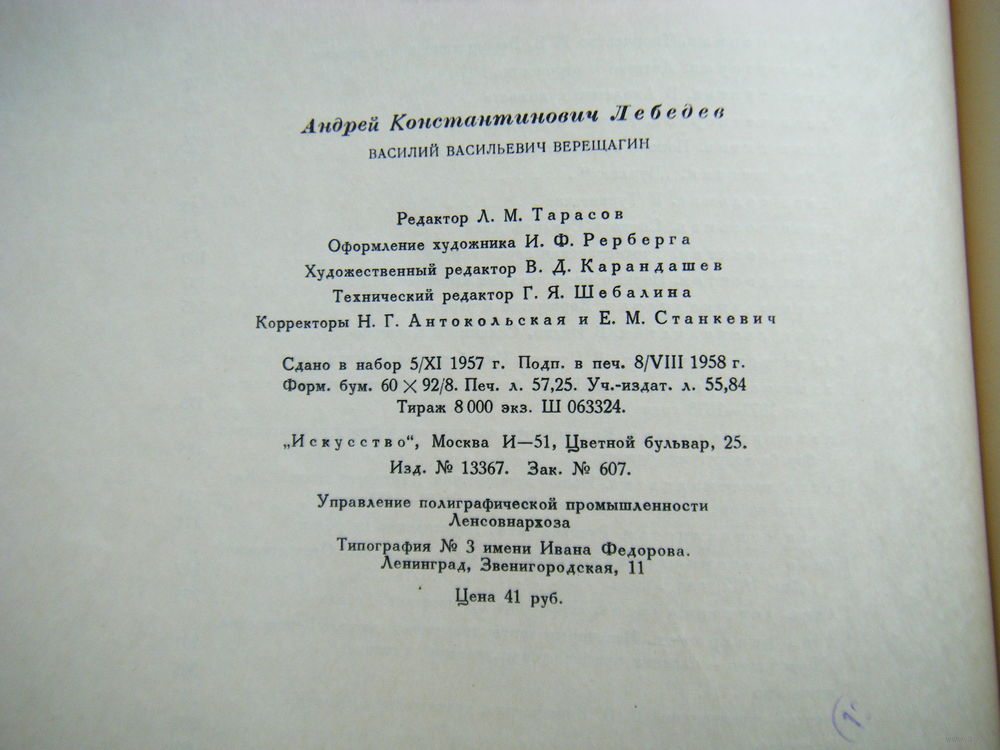 Андрей Константинович Лебедев
ВАСИЛИЙ ВАСИЛЬЕВИЧ ВЕРЕЩАГИН
Редактор Л. М. Тарасов
Оформление художника И. Ф. Рерберга
Художественный редактор В. Д. Карандашев
Технический редактор Г. Я. Шебалина
Корректоры Н. Г. Антокольская и Е. М. Станкевич
Сдано в набор 5/XI 1957 г. Подп. в печ. 8/VIII 1958 г.
Форм. бум. 60 × 92/8. Печ. л. 57,25. Уч.-издат. л. 55,84
Тираж 8 000 экз. Ш 063324.
„Искусство“, Москва И—51, Цветной бульвар, 25.
Изд. № 13367. Зак. № 607.
Управление полиграфической промышленности
Ленсовнархоза
Типография № 3 имени Ивана Федорова.
Ленинград, Звенигородская, 11
Цена 41 руб.